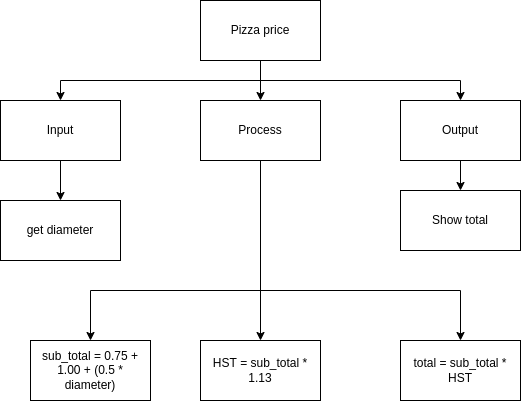 Pizza price
Input
Process
Output
get diameter
Show total
sub_total = 0.75 +
1.00 + (0.5 *
diameter)
HST = sub_total *
1.13
total = sub_total *
HST